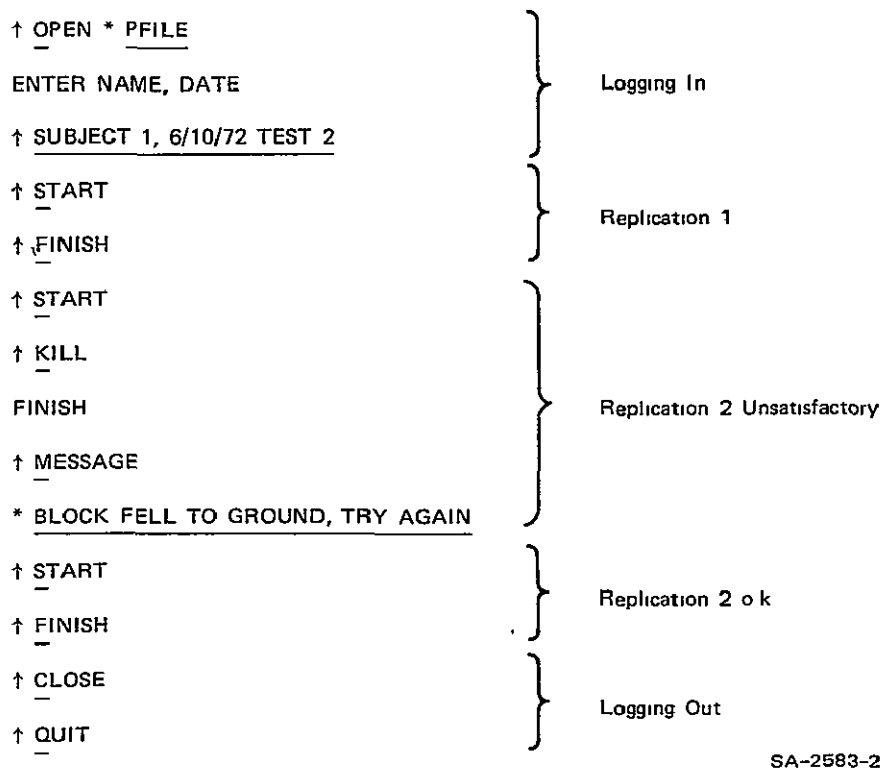 ↑ OPEN * PFILE
ENTER NAME, DATE
Logging In
↑ SUBJECT 1, 6/10/72 TEST 2
↑ START
Replication 1
↑ FINISH
↑ START
↑ KILL
FINISH
Replication 2 Unsatisfactory
↑ MESSAGE
* BLOCK FELL TO GROUND, TRY AGAIN
↑ START
Replication 2 o k
↑ FINISH
↑ CLOSE
Logging Out
↑ QUIT
SA-2583-2